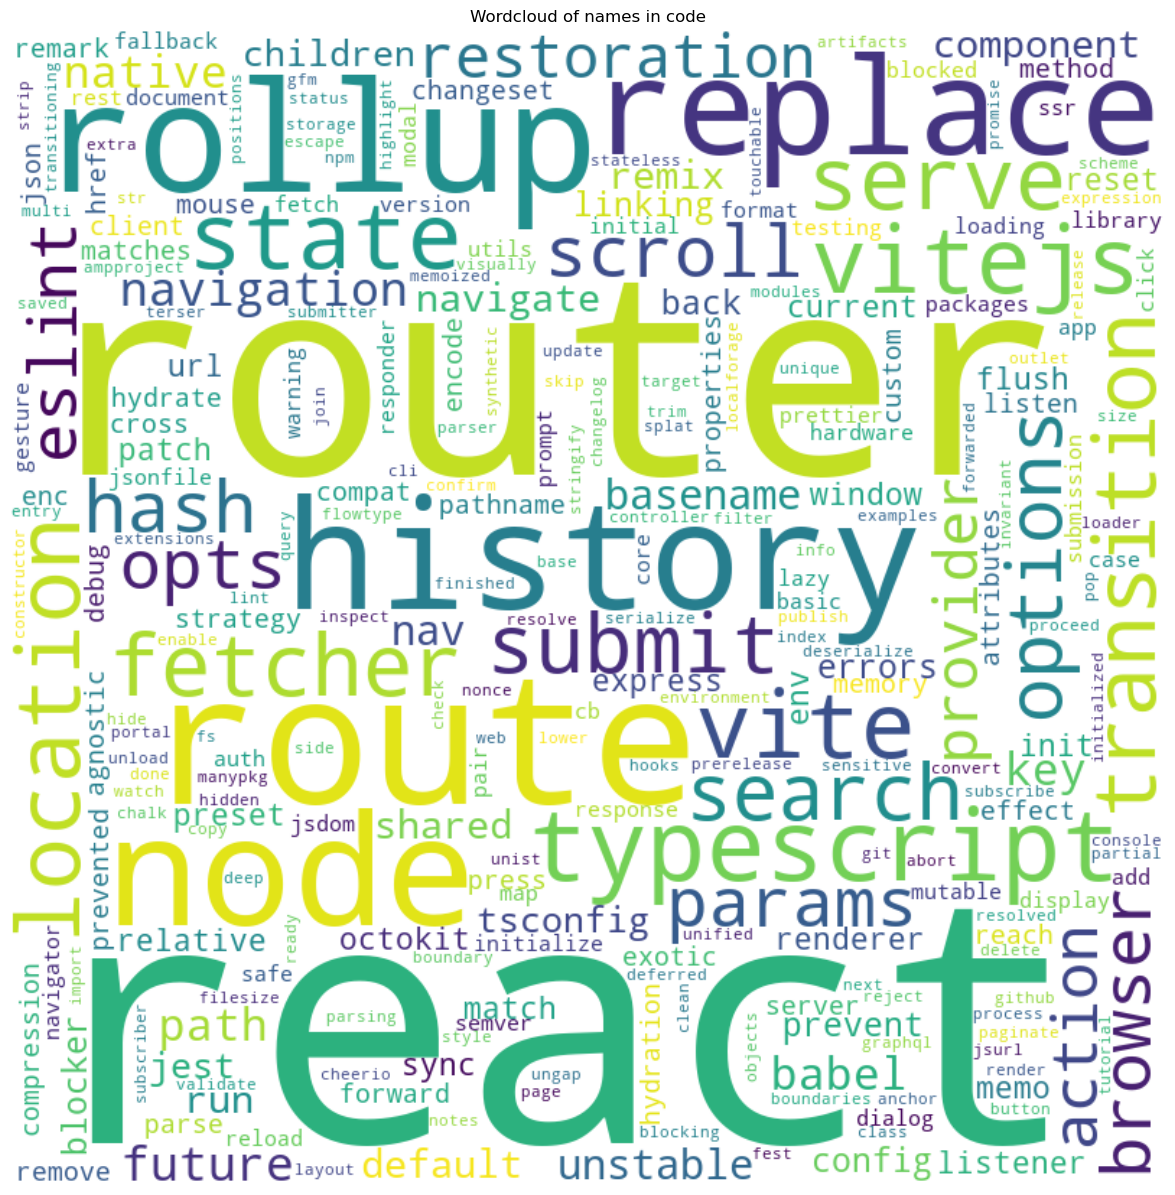 Wordcloud of names in code
remark
fallback
children
restoration
artifacts
component
native
gfm
replace
blocked
method
strip
transitioning
rest
document
positions
status
highlight
modal
changeset
promise
ssr
rollup
storage
escape
npm
extra
json
href
stateless
touchable
serve
scheme
reset
expression
multi
str
mouse
fetch
version
remix
linking
format
initial
testing
loading
library
client
state
matches
ampproject
utils
visually
memoized
scroll
vitejs
release
click
eslint
saved
navigation
terser
submitter
navigate
back
modules
current
packages
app
router
url
warning
join
responder
encode
synthetic
update
skip
target
properties
localforage
unique
custom
outlet
flush
listen
size
gesture
hydrate
cross
parser
changelog
trim
splat
prettier
hardware
forwarded
patch
jsonfile
cli
prompt
stringify
transition
enc
entry
hash
compat
confirm
pathname
basename
window
provider
invariant
options
submission
loader
flowtype
controller
filter
examples
location
constructor
debug
extensions
opts
query
history
base
core
info
attributes
case
pop
finished
lazy
basic
lint
strategy
inspect
nav
resolve
serialize
publish
proceed
enable
fetcher
submit
index
deserialize
express
errors
initialized
prevented
agnostic
check
nonce
environment
env
memory
hide
portal
route
cb
vite
unload
fs
side
web
lower
init
done
auth
pair
hooks
prerelease
sensitive
convert
key
watch
manypkg
hidden
search
subscribe
effect
chalk
preset
copy
jsdom
shared
response
typescript
console
partial
node
deep
unist
press
map
git
abort
add
params
mutable
display
browser
tsconfig
resolved
relative
octokit
initialize
unified
renderer
reach
delete
action
navigator
import
ready
safe
boundary
exotic
deferred
next
compression
blocker
filesize
react
match
hydration
clean
server
reject
github
path
parsing
semver
style
prevent
process
paginate
graphql
objects
jsurl
tutorial
subscriber
jest
validate
cheerio
sync
ungap
page
babel
render
memo
run
forward
boundaries
anchor
button
parse
notes
dialog
reload
blocking
class
remove
future
layout
default
unstable
fest
config
listener